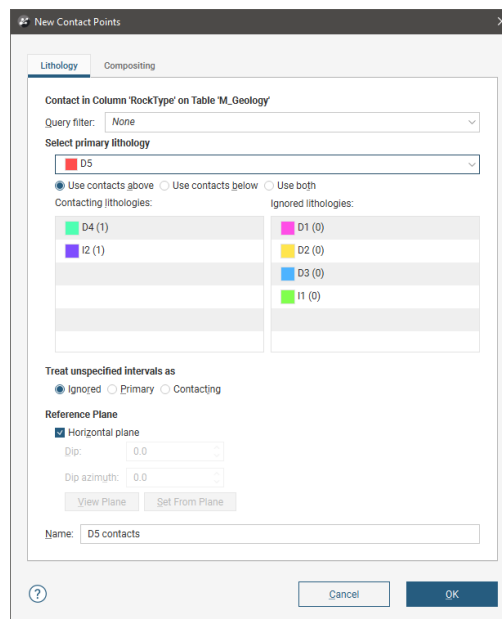 New Contact Points
Lithology Compositing
Contact in Column 'RockType' on Table 'M_Geology'
Query filter: None
Select primary lithology
D5
Use contacts above Use contacts below Use both
Contacting lithologies: Ignored lithologies:
D4 (1) D1 (0)
I2 (1) D2 (0)
D3 (0)
I1 (0)
Treat unspecified intervals as
Ignored Primary Contacting
Reference Plane
Horizontal plane
Dip: 0.0
Dip azimuth: 0.0
View Plane Set From Plane
Name: D5 contacts
? Cancel OK